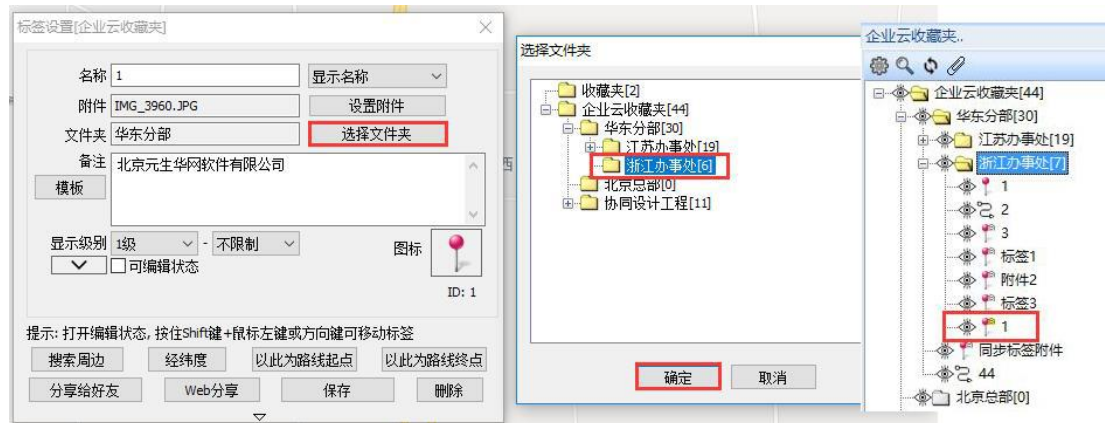 标签设置[企业云收藏夹]
名称 1 显示名称
附件 IMG_3960.JPG 设置附件
文件夹 华东分部 选择文件夹
备注 北京元生华网软件有限公司
模板
显示级别 1级 - 不限制 图标
可编辑状态
ID: 1
提示: 打开编辑状态, 按住Shift键+鼠标左键或方向键可移动标签
搜索周边 经纬度 以此为路线起点 以此为路线终点
分享给好友 Web分享 保存 删除
西
选择文件夹
收藏夹[2]
企业云收藏夹[44]
华东分部[30]
江苏办事处[19]
浙江办事处[6]
北京总部[0]
协同设计工程[11]
确定 取消
企业云收藏夹..
企业云收藏夹[44]
华东分部[30]
江苏办事处[19]
浙江办事处[7]
1
2
3
标签1
附件2
标签3
1
同步标签附件
44
北京总部[0]